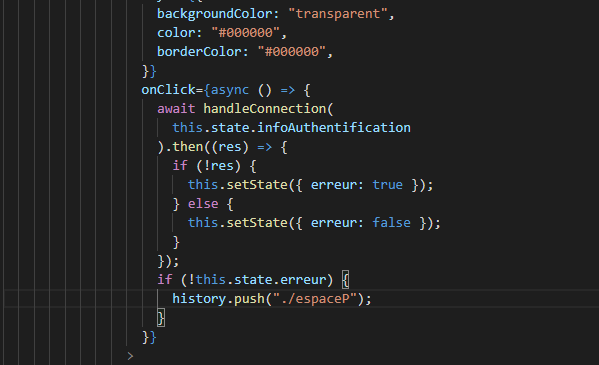 backgroundColor: "transparent",
color: "#000000",
borderColor: "#000000",
}}
onClick={async () => {
await handleConnection(
this.state.infoAuthentification
).then((res) => {
if (!res) {
this.setState({ erreur: true });
} else {
this.setState({ erreur: false });
}
});
if (!this.state.erreur) {
history.push("./espaceP");
}
}}
>